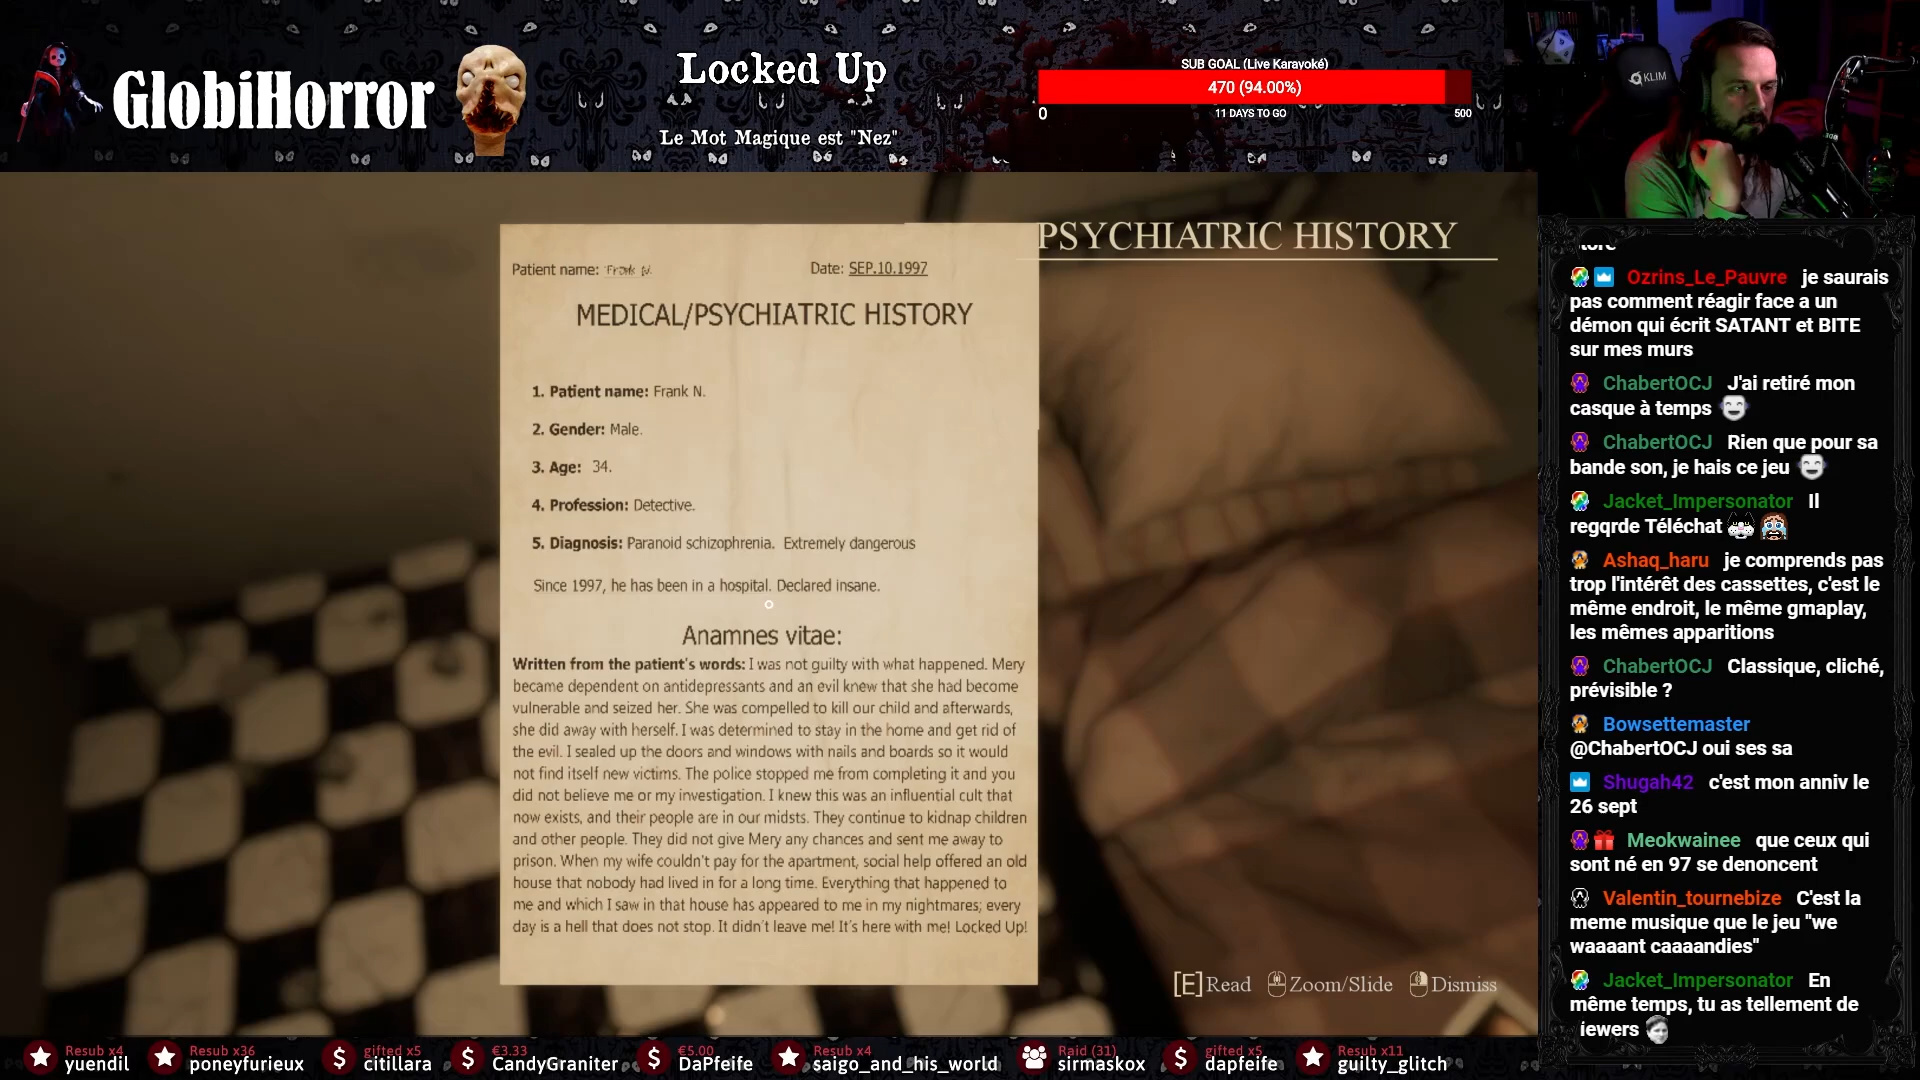 GlobiHorror
Locked Up
Le Mot Magique est "Nez"
SUB GOAL (Live Karayoké)
470 (94.00%)
0
11 DAYS TO GO
500
KLIM
PSYCHIATRIC HISTORY
Patient name: Frank N.
Date: SEP.10.1997
MEDICAL/PSYCHIATRIC HISTORY
1. Patient name: Frank N.
2. Gender: Male.
3. Age: 34.
4. Profession: Detective.
5. Diagnosis: Paranoid schizophrenia. Extremely dangerous
Since 1997, he has been in a hospital. Declared insane.
Anamnes vitae:
Written from the patient's words: I was not guilty with what happened. Mery
became dependent on antidepressants and an evil knew that she had become
vulnerable and seized her. She was compelled to kill our child and afterwards,
she did away with herself. I was determined to stay in the home and get rid of
the evil. I sealed up the doors and windows with nails and boards so it would
not find itself new victims. The police stopped me from completing it and you
did not believe me or my investigation. I knew this was an influential cult that
now exists, and their people are in our midsts. They continue to kidnap children
and other people. They did not give Mery any chances and sent me away to
prison. When my wife couldn't pay for the apartment, social help offered an old
house that nobody had lived in for a long time. Everything that happened to
me and which I saw in that house has appeared to me in my nightmares; every
day is a hell that does not stop. It didn't leave me! It's here with me! Locked Up!
[E]Read Zoom/Slide Dismiss
Ozrins_Le_Pauvre je saurais
pas comment réagir face a un
démon qui écrit SATANT et BITE
sur mes murs
ChabertOCJ J'ai retiré mon
casque à temps
ChabertOCJ Rien que pour sa
bande son, je hais ce jeu
Jacket_Impersonator Il
regqrde Téléchat
Ashaq_haru je comprends pas
trop l'intérêt des cassettes, c'est le
même endroit, le même gmaplay,
les mêmes apparitions
ChabertOCJ Classique, cliché,
prévisible ?
Bowsettemaster
@ChabertOCJ oui ses sa
Shugah42 c'est mon anniv le
26 sept
Meokwainee que ceux qui
sont né en 97 se denoncent
Valentin_tournebize C'est la
meme musique que le jeu "we
waaaant caaaandies"
Jacket_Impersonator En
même temps, tu as tellement de
iewers
Resub x4
yuendil
Resub x36
poneyfurieux
gifted x5
citillara
€3.33
CandyGraniter
€5.00
DaPfeife
Resub x4
saigo_and_his_world
Raid (31)
sirmaskox
gifted x5
dapfeife
Resub x11
guilty_glitch